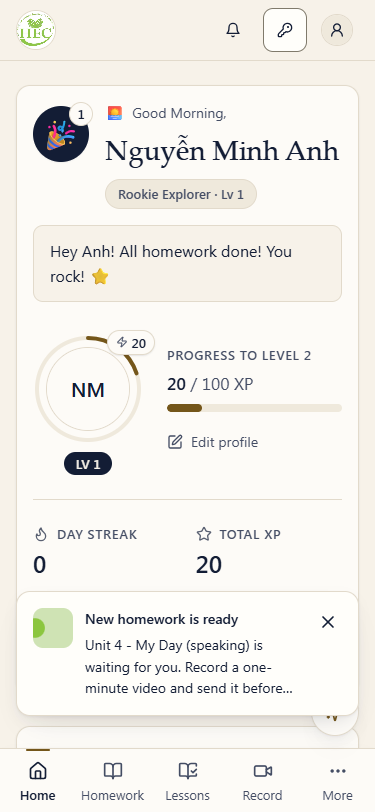 HEC
1
Good Morning,
Nguyễn Minh Anh
Rookie Explorer · Lv 1
Hey Anh! All homework done! You
rock! ⭐
20
NM
LV 1
PROGRESS TO LEVEL 2
20 / 100 XP
Edit profile
DAY STREAK
0
TOTAL XP
20
New homework is ready
Unit 4 - My Day (speaking) is
waiting for you. Record a one-
minute video and send it before...
Home
Homework
Lessons
Record
More